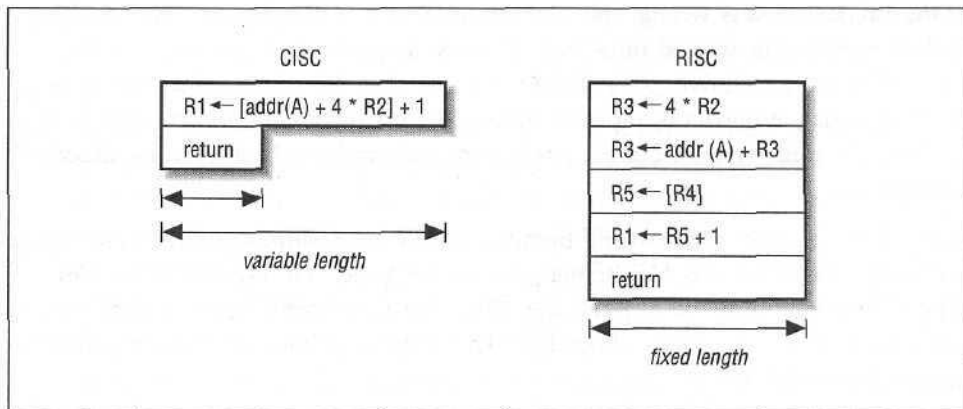 CISC
R1 ← [addr(A) + 4 * R2] + 1
return
variable length
RISC
R3 ← 4 * R2
R3 ← addr (A) + R3
R5 ← [R4]
R1 ← R5 + 1
return
fixed length